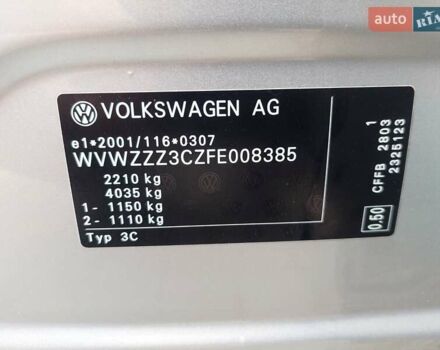 auto RIA
VOLKSWAGEN AG
e1*2001/116*0307
WVWZZZ3CZFE008385
2210 kg
4035 kg
1- 1150 kg
2- 1110 kg
Typ 3C
0.50
CFFB 2803
2325123
1